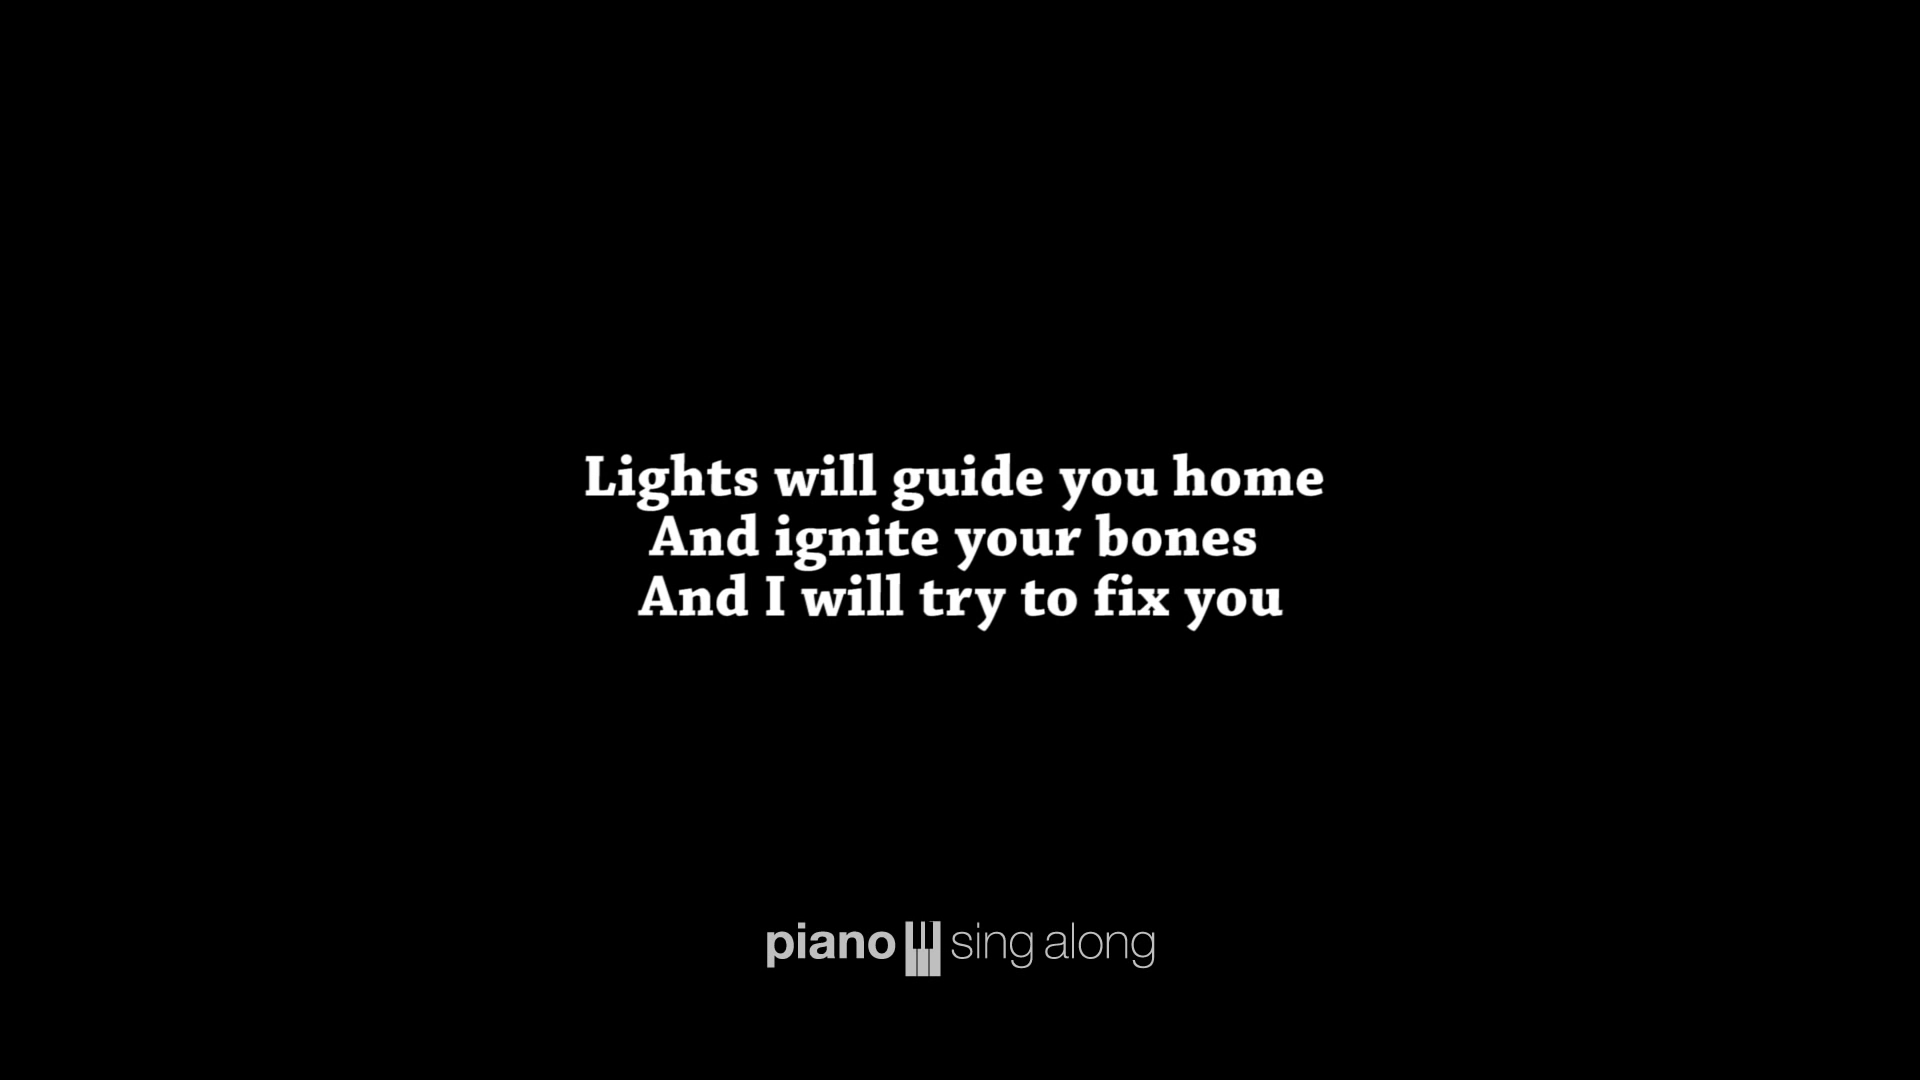 Lights will guide you home
And ignite your bones
And I will try to fix you
piano sing along